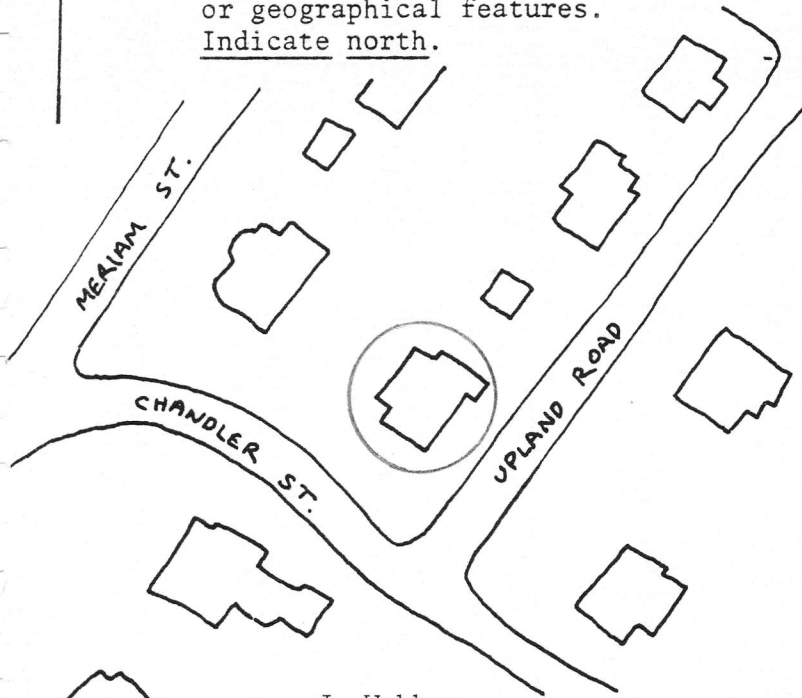 or geographical features.
Indicate north.
MERIAM ST.
CHANDLER ST.
UPLAND ROAD